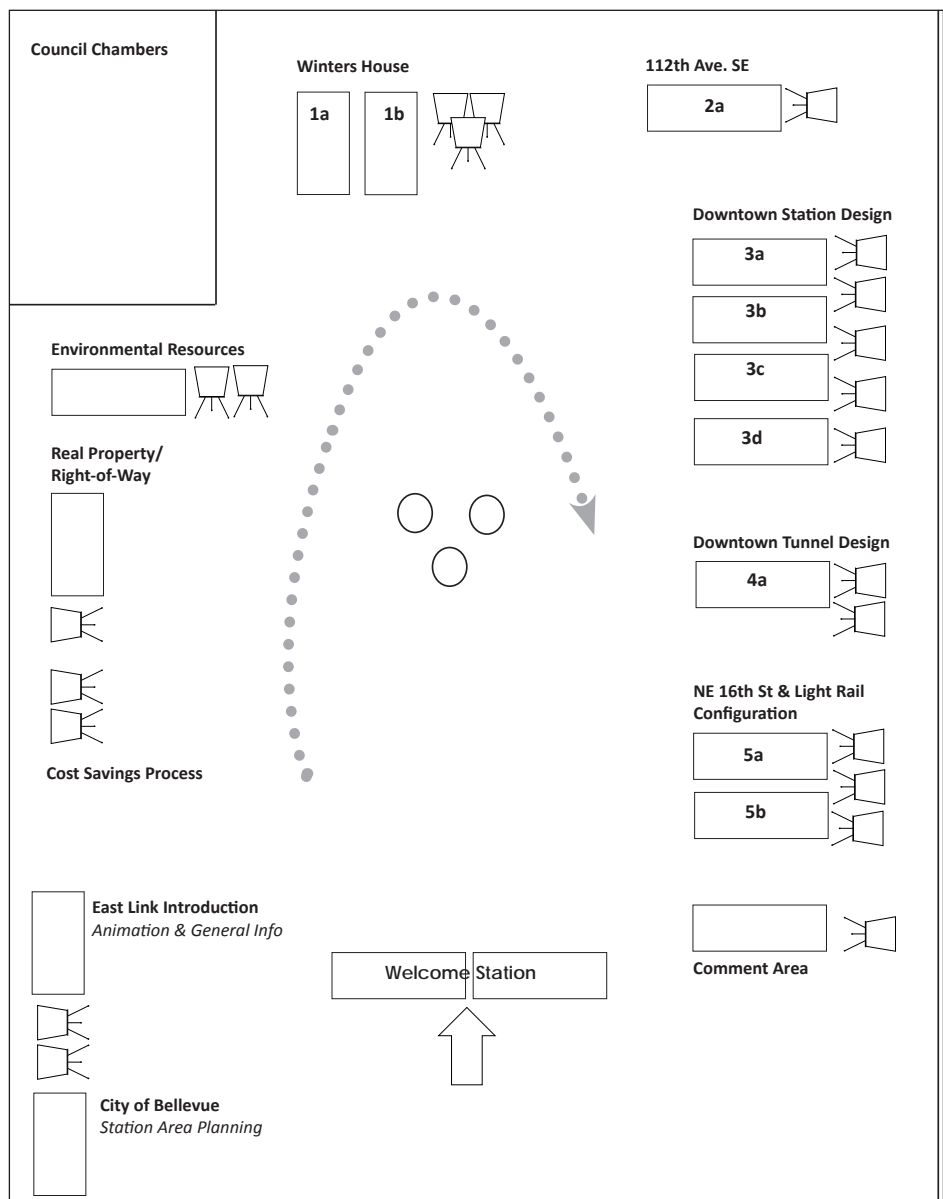 Council Chambers
Winters House
1a
1b
112th Ave. SE
2a
Downtown Station Design
3a
3b
3c
3d
Environmental Resources
Real Property/
Right-of-Way
Downtown Tunnel Design
4a
NE 16th St & Light Rail
Configuration
5a
5b
Cost Savings Process
East Link Introduction
Animation & General Info
Welcome Station
Comment Area
City of Bellevue
Station Area Planning